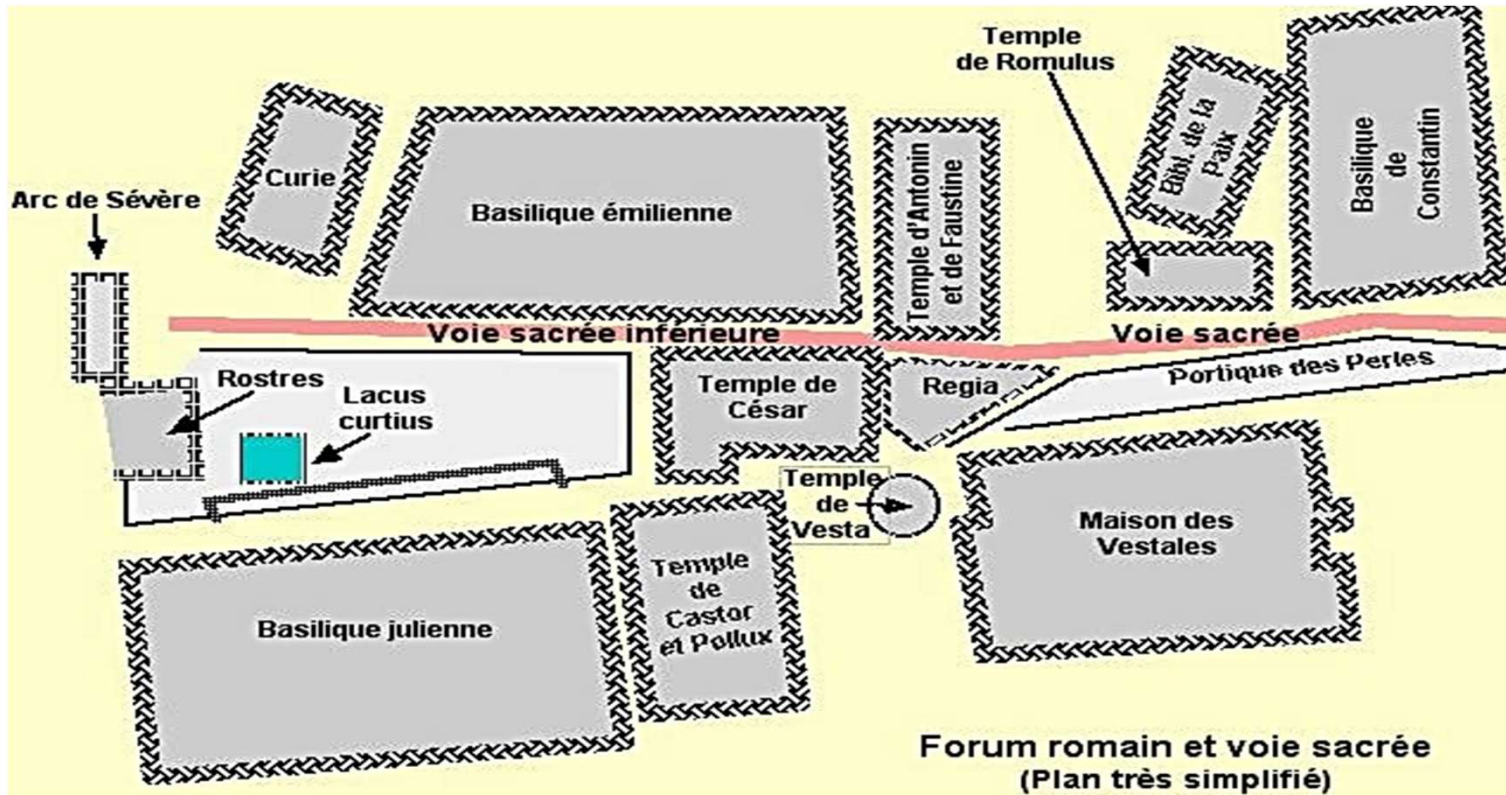 Temple
de Romulus
Bibl. de la
Paix
Basilique
de
Constantin
Curie
Arc de Sévère
Basilique émilienne
Temple d'Antonin
et de Faustine
Voie sacrée inférieure
Voie sacrée
Portique des Perles
Rostres
Lacus
curtius
Temple de
César
Regia
Temple
de
Vesta
Maison des
Vestales
Temple
de
Castor
et Pollux
Basilique julienne
Forum romain et voie sacrée
(Plan très simplifié)